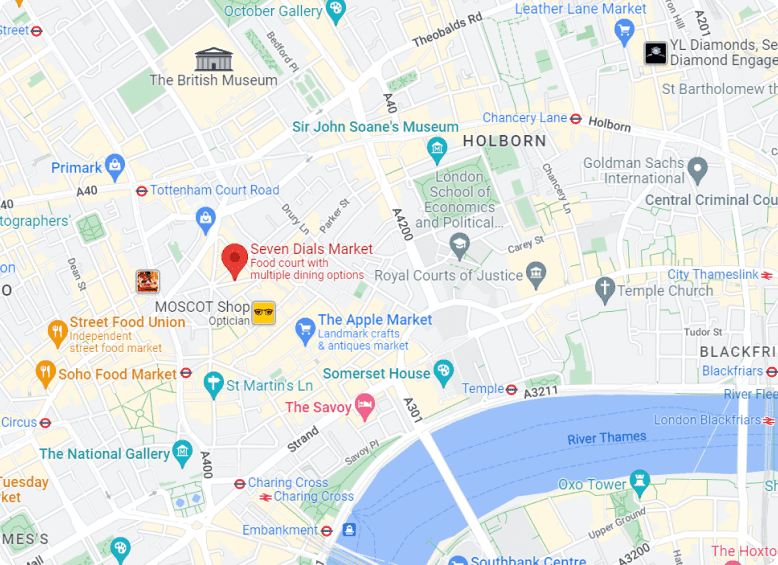 October Gallery
Leather Lane Market
Theobalds Rd
A201
Street
Bedford Pl
YL Diamonds, Se
Diamond Engage
The British Museum
St Bartholomew th
A40
Chancery Lane
Holborn
Sir John Soane's Museum
HOLBORN
Primark
Goldman Sachs
International
London
School of
Economics
and Political...
Chancery Ln
A40
Tottenham Court Road
Central Criminal Cou
Drury Ln
Parker St
A4200
otographers'
Carey St
Seven Dials Market
Food court with
multiple dining options
Dean St
on
Royal Courts of Justice
City Thameslink
O
Temple Church
MOSCOT Shop
Optician
The Apple Market
Landmark crafts
& antiques market
Street Food Union
Independent
street food market
Tudor St
BLACKFRI
Soho Food Market
Somerset House
Blackfriars
St Martin's Ln
Temple
A3211
River Flee
The Savoy
A301
Circus
London Blackfriars
Strand
River Thames
The National Gallery
Savoy Pl
A400
Tuesday
rket
Charing Cross
Charing Cross
Oxo Tower
Sh
Embankment
Upper Ground
MES'S
Mall
Southbank Centre
A3200
Hat
The Hoxto